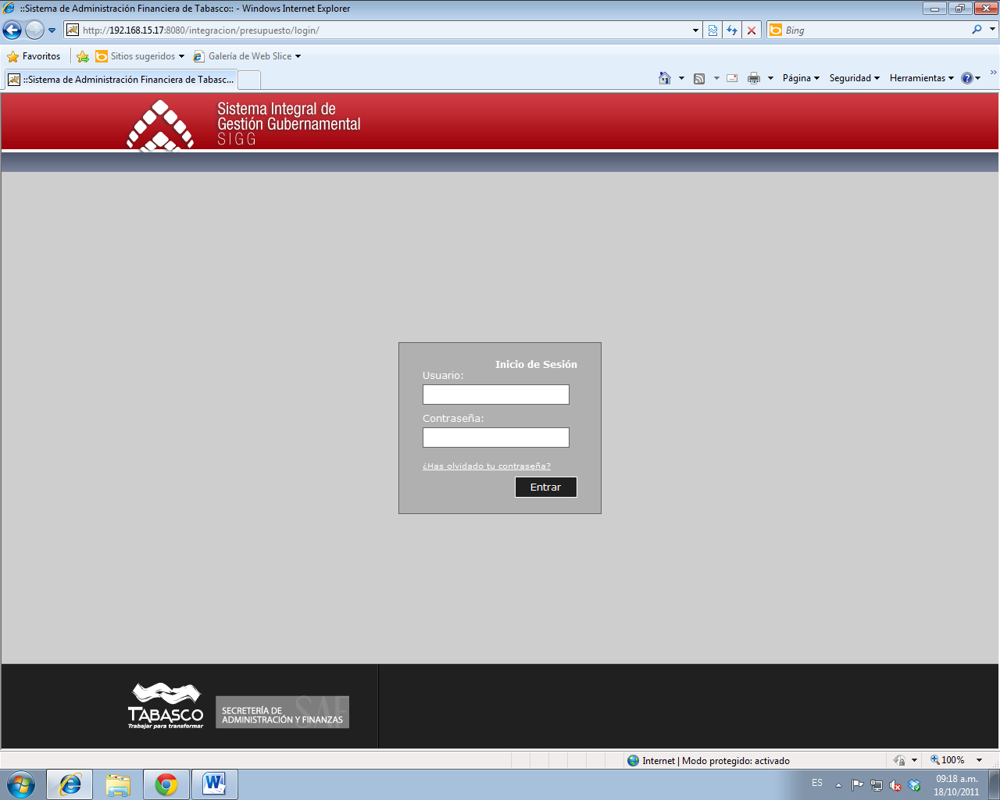 ::Sistema de Administración Financiera de Tabasco:: - Windows Internet Explorer
http://192.168.15.17:8080/integracion/presupuesto/login/
Bing
Favoritos
Sitios sugeridos
Galería de Web Slice
::Sistema de Administración Financiera de Tabasc...
Página
Seguridad
Herramientas
Sistema Integral de
Gestión Gubernamental
SIGG
Inicio de Sesión
Usuario:
Contraseña:
¿Has olvidado tu contraseña?
Entrar
TABASCO
Trabajar para transformar
SAF
SECRETERÍA DE
ADMINISTRACIÓN Y FINANZAS
Internet | Modo protegido: activado
100%
ES
09:18 a.m.
18/10/2011